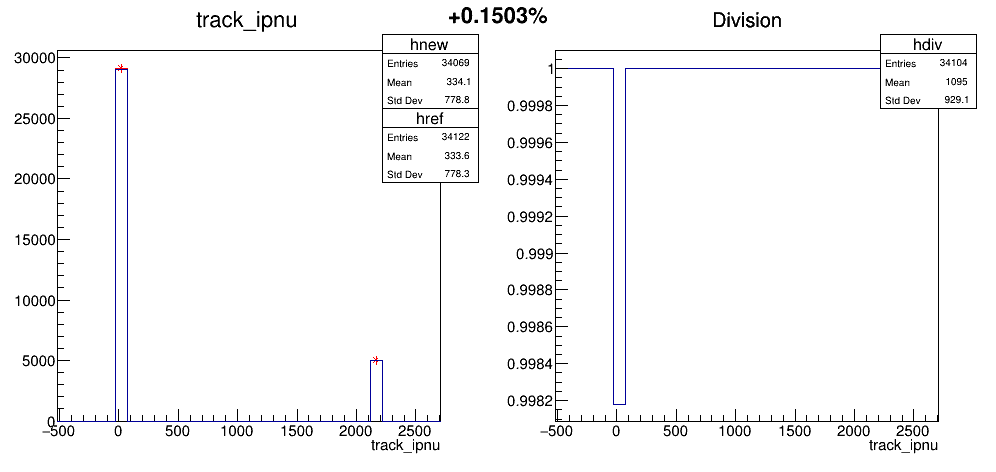 track_ipnu
+0.1503%
Division
hnew
Entries 34069
Mean 334.1
Std Dev 778.8
href
Entries 34122
Mean 333.6
Std Dev 778.3
30000
25000
20000
15000
10000
5000
0
−500 0 500 1000 1500 2000 2500
track_ipnu
hdiv
Entries 34104
Mean 1095
Std Dev 929.1
1
0.9998
0.9996
0.9994
0.9992
0.999
0.9988
0.9986
0.9984
0.9982
−500 0 500 1000 1500 2000 2500
track_ipnu